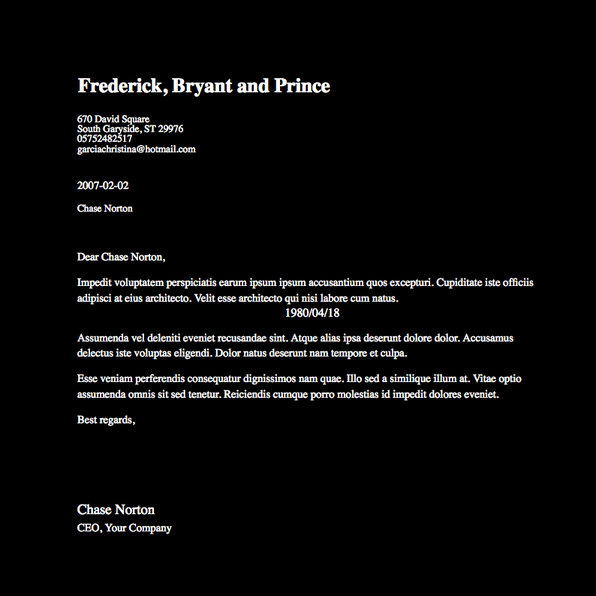 Frederick, Bryant and Prince
670 David Square
South Garyside, ST 29976
05752482517
garciachristina@hotmail.com
2007-02-02
Chase Norton
Dear Chase Norton,
Impedit voluptatem perspiciatis earum ipsum ipsum accusantium quos excepturi. Cupiditate iste officiis
adipisci at eius architecto. Velit esse architecto qui nisi labore cum natus.
1980/04/18
Assumenda vel deleniti eveniet recusandae sint. Atque alias ipsa deserunt dolore dolor. Accusamus
delectus iste voluptas eligendi. Dolor natus deserunt nam tempore et culpa.
Esse veniam perferendis consequatur dignissimos nam quae. Illo sed a similique illum at. Vitae optio
assumenda omnis sit sed tenetur. Reiciendis cumque porro molestias id impedit dolores eveniet.
Best regards,
Chase Norton
CEO, Your Company